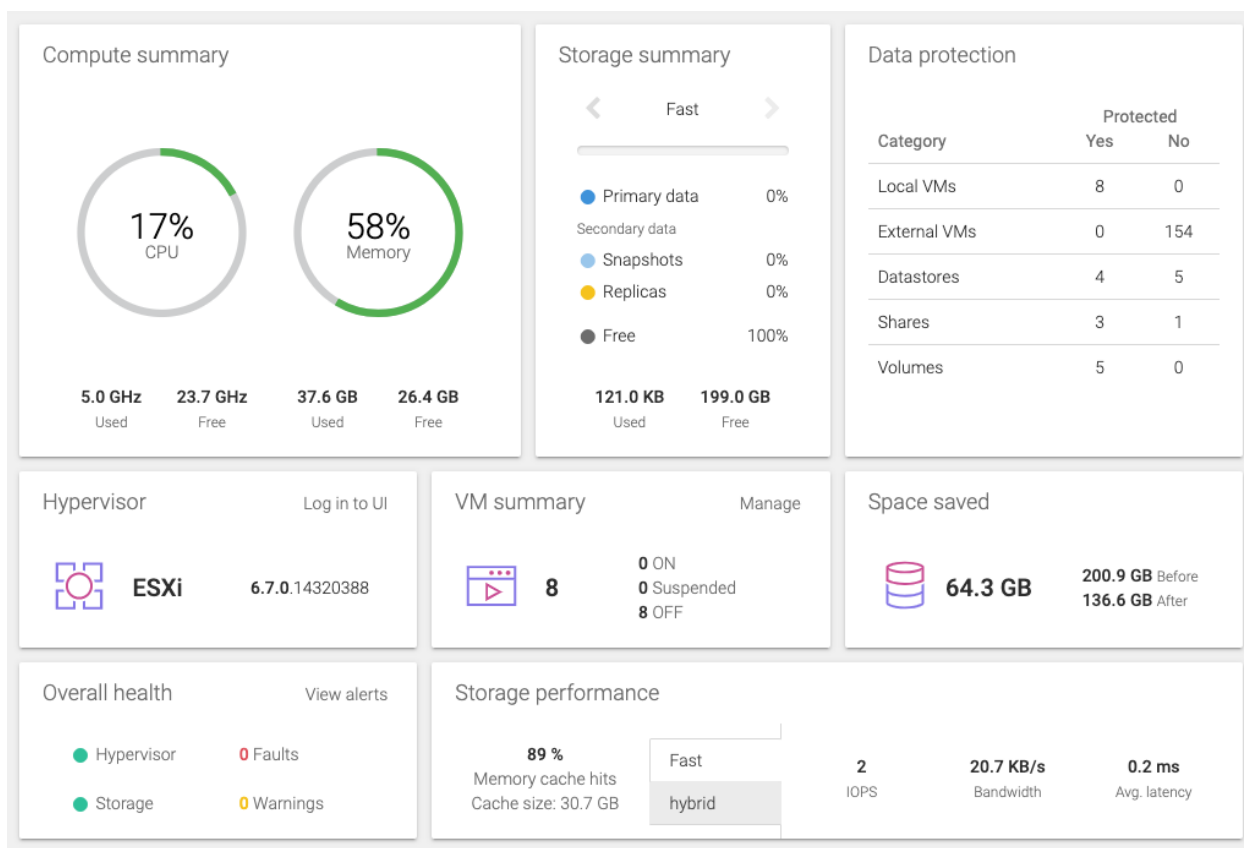 Compute summary
17%
CPU
58%
Memory
5.0 GHz 23.7 GHz 37.6 GB 26.4 GB
Used Free Used Free
Storage summary
Fast
Primary data 0%
Secondary data
Snapshots 0%
Replicas 0%
Free 100%
121.0 KB 199.0 GB
Used Free
Data protection
Protected
Category Yes No
Local VMs 8 0
External VMs 0 154
Datastores 4 5
Shares 3 1
Volumes 5 0
Hypervisor Log in to UI
ESXi 6.7.0.14320388
VM summary Manage
8
0 ON
0 Suspended
8 OFF
Space saved
64.3 GB
200.9 GB Before
136.6 GB After
Overall health View alerts
Hypervisor 0 Faults
Storage 0 Warnings
Storage performance
89 %
Memory cache hits
Cache size: 30.7 GB
Fast
hybrid
2
IOPS
20.7 KB/s
Bandwidth
0.2 ms
Avg. latency